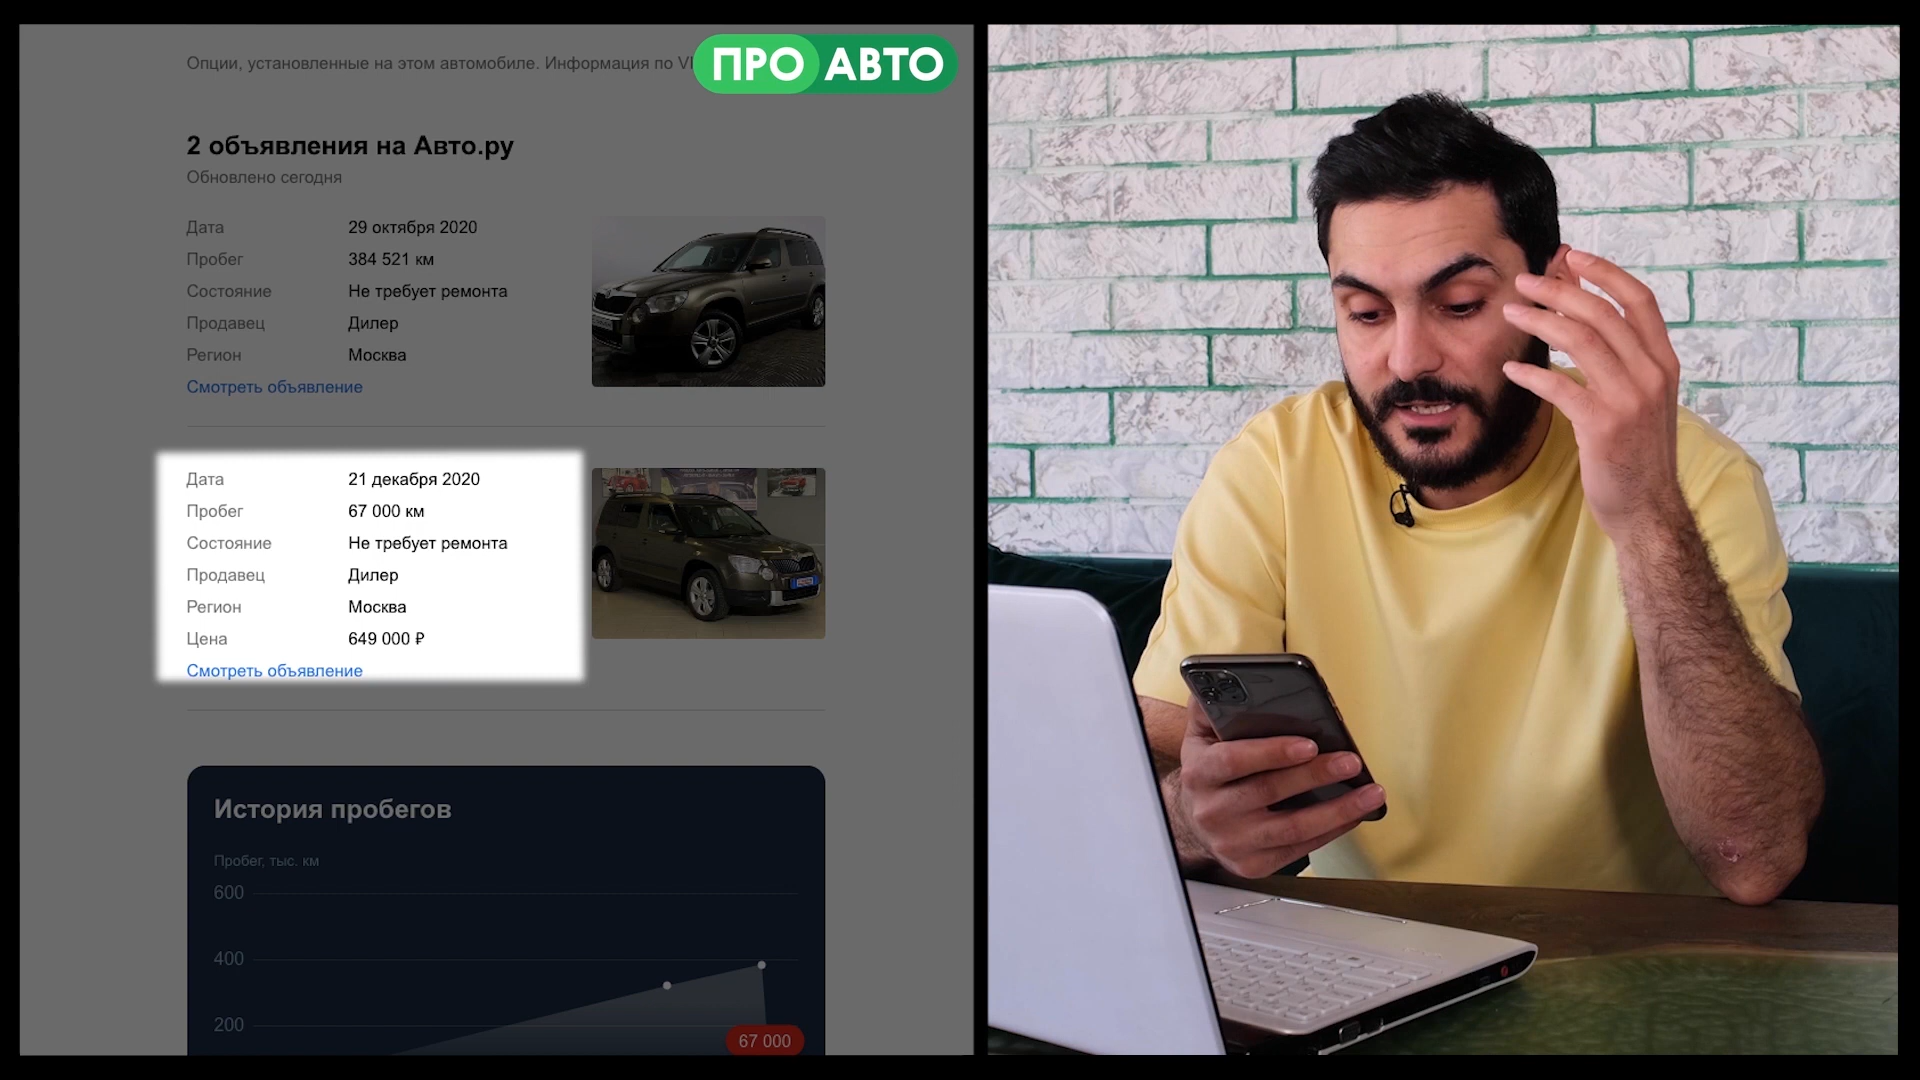 Опции, установленные на этом автомобиле. Информация по VI
ПРО АВТО
2 объявления на Авто.ру
Обновлено сегодня
Дата 29 октября 2020
Пробег 384 521 км
Состояние Не требует ремонта
Продавец Дилер
Регион Москва
Смотреть объявление
Дата 21 декабря 2020
Пробег 67 000 км
Состояние Не требует ремонта
Продавец Дилер
Регион Москва
Цена 649 000 ₽
Смотреть объявление
История пробегов
Пробег, тыс. км
600
400
200
67 000